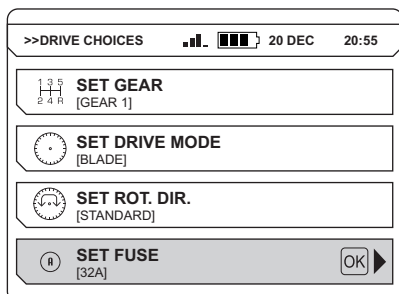 >>DRIVE CHOICES 20 DEC 20:55
1 3 5
2 4 R
SET GEAR
[GEAR 1]
SET DRIVE MODE
[BLADE]
SET ROT. DIR.
[STANDARD]
A
SET FUSE
[32A]
OK